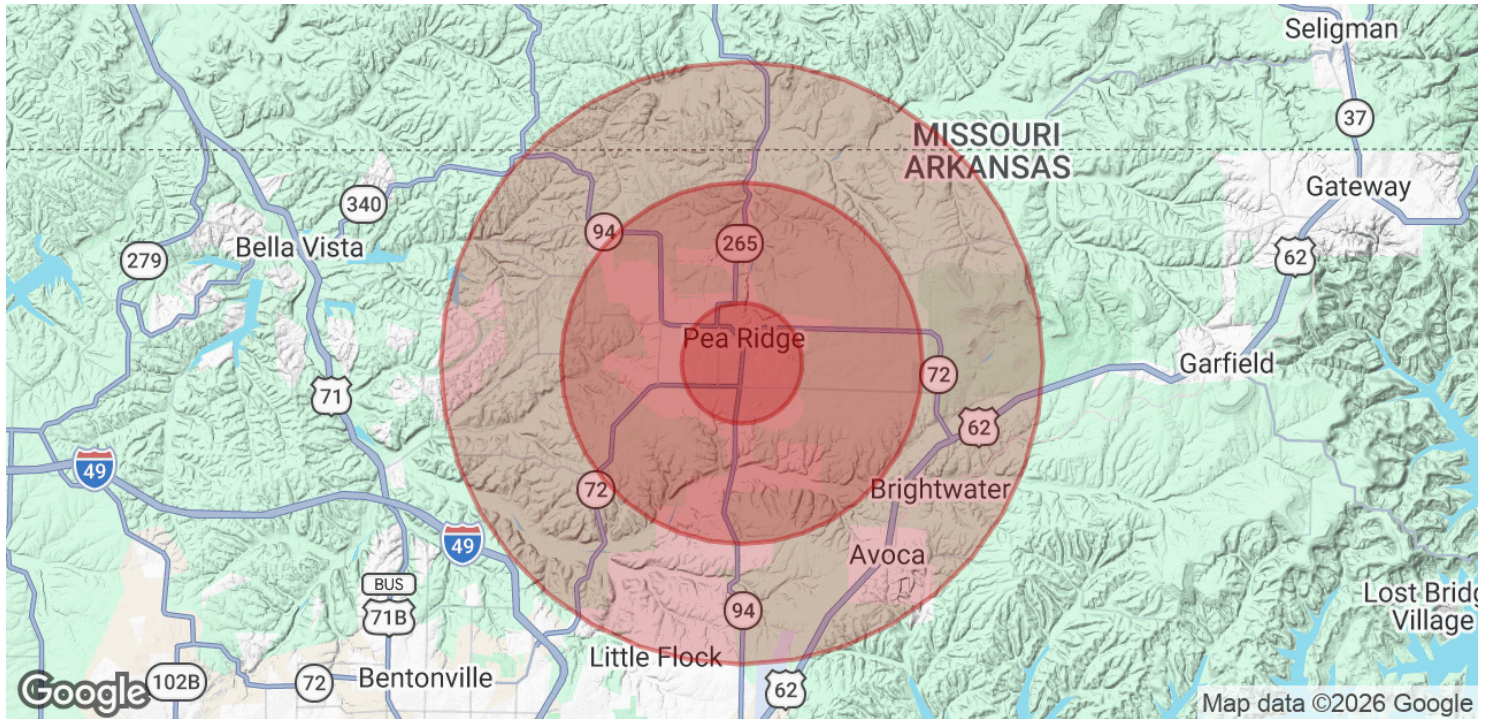 Seligman
37
MISSOURI
ARKANSAS
Gateway
340
94
265
Bella Vista
279
62
Pea Ridge
Garfield
72
71
62
49
72
Brightwater
49
Avoca
BUS
71B
94
Lost Bridg
Village
Little Flock
Google
102B
72
Bentonville
62
Map data ©2026 Google